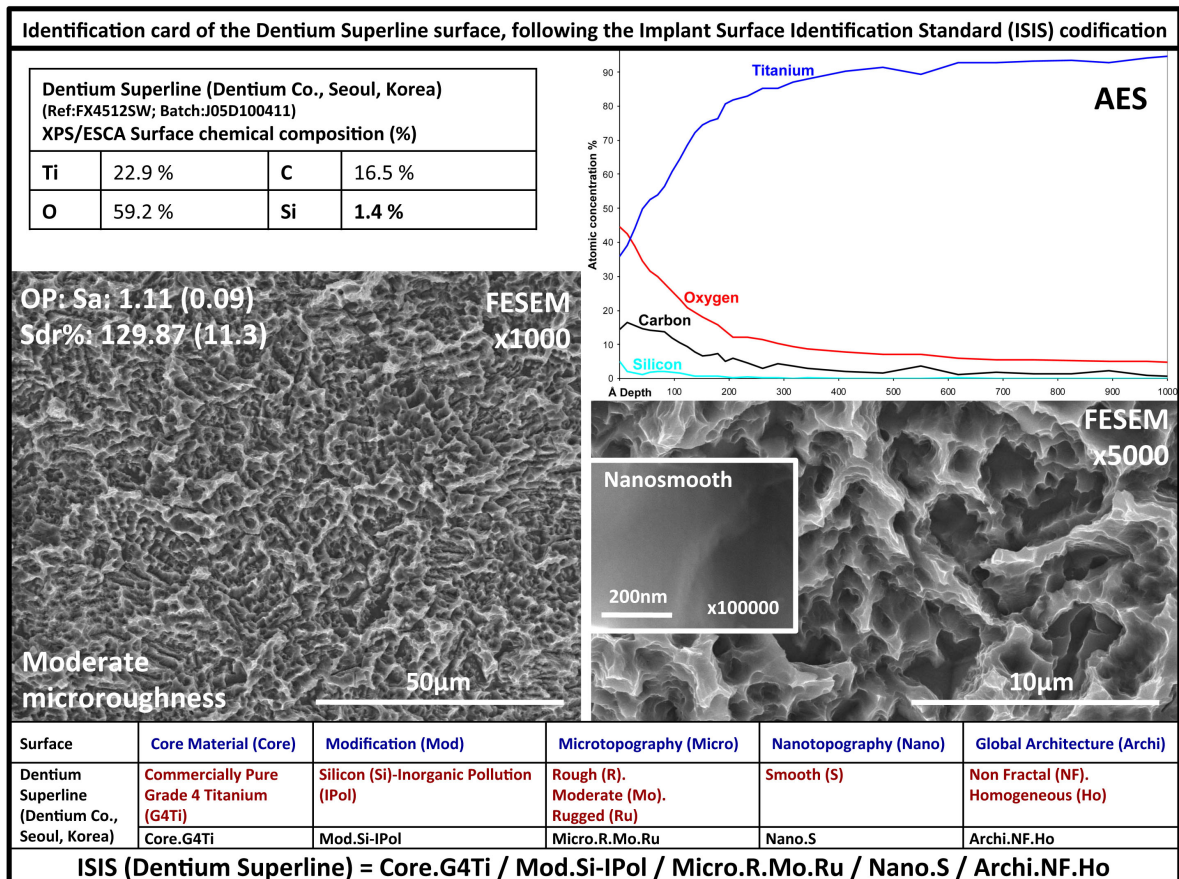 Identification card of the Dentium Superline surface, following the Implant Surface Identification Standard (ISIS) codification
Dentium Superline (Dentium Co., Seoul, Korea)
(Ref:FX4512SW; Batch:J05D100411)
XPS/ESCA Surface chemical composition (%)
Ti 22.9 % C 16.5 %
O 59.2 % Si 1.4 %
AES
Titanium
Oxygen
Carbon
Silicon
Atomic concentration %
90
80
70
60
50
40
30
20
10
0
Å Depth 100 200 300 400 500 600 700 800 900 1000
OP: Sa: 1.11 (0.09)
Sdr%: 129.87 (11.3)
FESEM
x1000
Moderate
microroughness
50µm
FESEM
x5000
Nanosmooth
200nm
x100000
10µm
Surface Core Material (Core) Modification (Mod) Microtopography (Micro) Nanotopography (Nano) Global Architecture (Archi)
Dentium
Superline
(Dentium Co.,
Seoul, Korea)
Commercially Pure
Grade 4 Titanium
(G4Ti)
Silicon (Si)-Inorganic Pollution
(IPol)
Rough (R).
Moderate (Mo).
Rugged (Ru)
Smooth (S)
Non Fractal (NF).
Homogeneous (Ho)
Core.G4Ti Mod.Si-IPol Micro.R.Mo.Ru Nano.S Archi.NF.Ho
ISIS (Dentium Superline) = Core.G4Ti / Mod.Si-IPol / Micro.R.Mo.Ru / Nano.S / Archi.NF.Ho